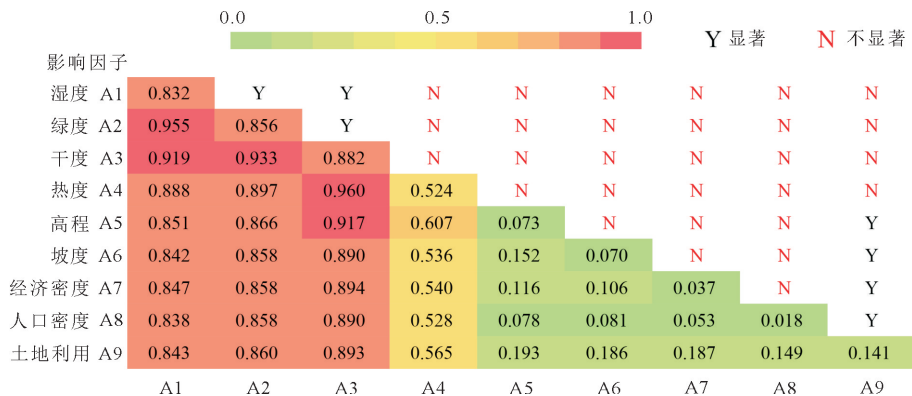 0.0 0.5 1.0
Y 显著 N 不显著
影响因子
湿度 A1 0.832 Y Y N N N N N N
绿度 A2 0.955 0.856 Y N N N N N N
干度 A3 0.919 0.933 0.882 N N N N N N
热度 A4 0.888 0.897 0.960 0.524 N N N N N
高程 A5 0.851 0.866 0.917 0.607 0.073 N N N Y
坡度 A6 0.842 0.858 0.890 0.536 0.152 0.070 N N Y
经济密度 A7 0.847 0.858 0.894 0.540 0.116 0.106 0.037 N Y
人口密度 A8 0.838 0.858 0.890 0.528 0.078 0.081 0.053 0.018 Y
土地利用 A9 0.843 0.860 0.893 0.565 0.193 0.186 0.187 0.149 0.141
A1 A2 A3 A4 A5 A6 A7 A8 A9